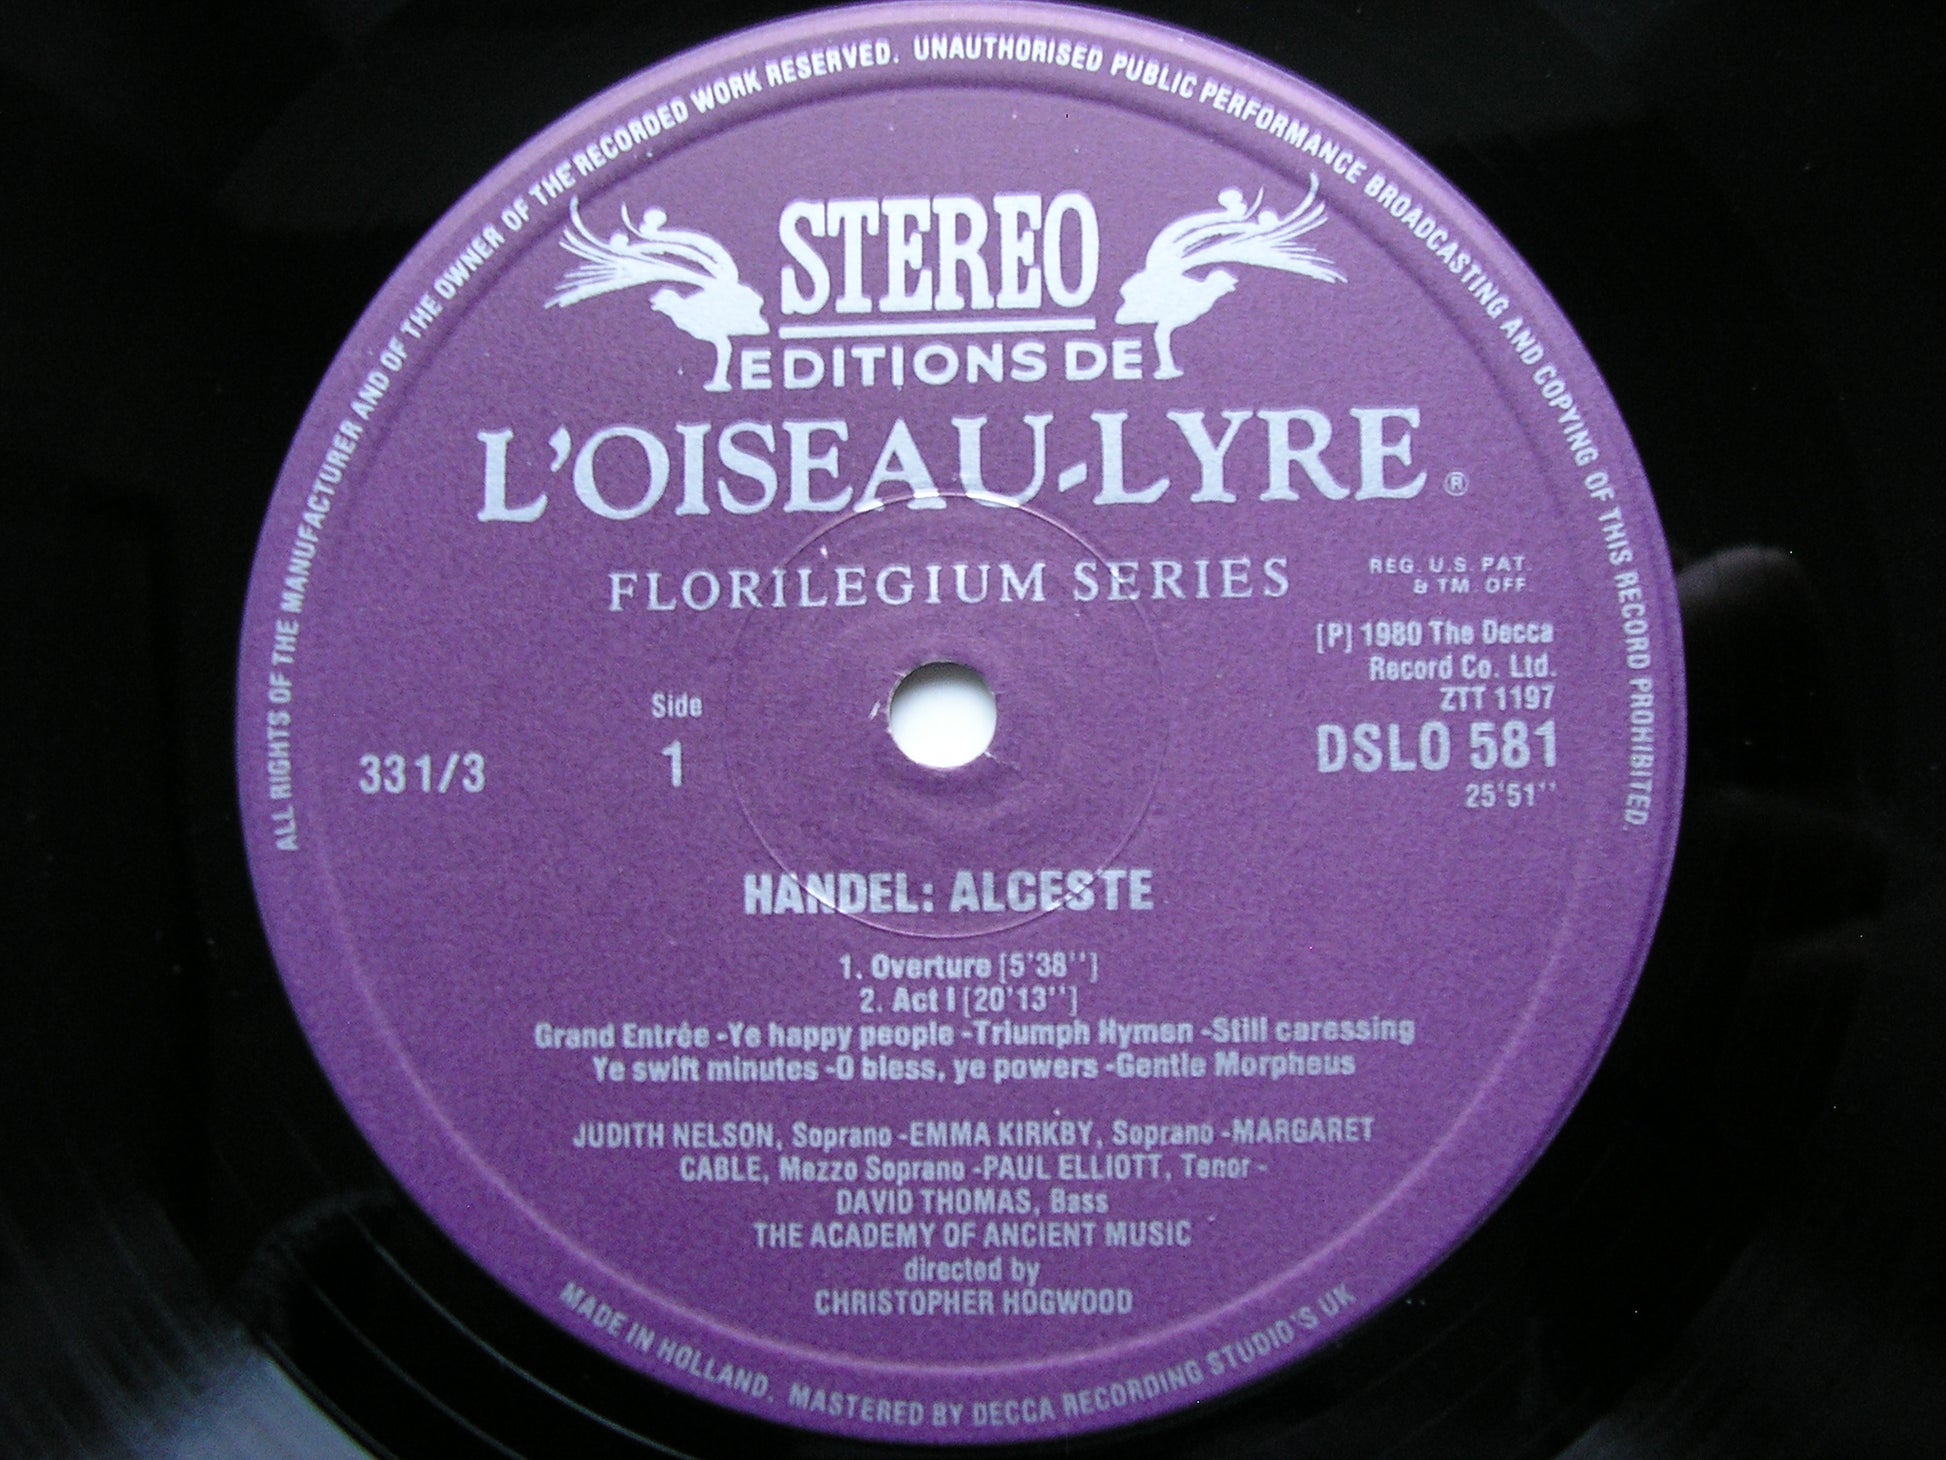 ALL RIGHTS OF THE MANUFACTURER AND OF THE OWNER OF THE RECORDED WORK RESERVED. UNAUTHORISED PUBLIC PERFORMANCE BROADCASTING AND COPYING OF THIS RECORD PROHIBITED.
STEREO
EDITIONS DE
L'OISEAU-LYRE ®
FLORILEGIUM SERIES
REG. U.S. PAT.
& TM. OFF.
[P] 1980 The Decca
Record Co. Ltd.
ZTT 1197
DSLO 581
25'51''
Side
1
33 1/3
HANDEL: ALCESTE
1. Overture [5'38'']
2. Act I [20'13'']
Grand Entrée -Ye happy people -Triumph Hymen -Still caressing
Ye swift minutes -O bless, ye powers -Gentle Morpheus
JUDITH NELSON, Soprano -EMMA KIRKBY, Soprano -MARGARET
CABLE, Mezzo Soprano -PAUL ELLIOTT, Tenor -
DAVID THOMAS, Bass
THE ACADEMY OF ANCIENT MUSIC
directed by
CHRISTOPHER HOGWOOD
MADE IN HOLLAND. MASTERED BY DECCA RECORDING STUDIO'S UK